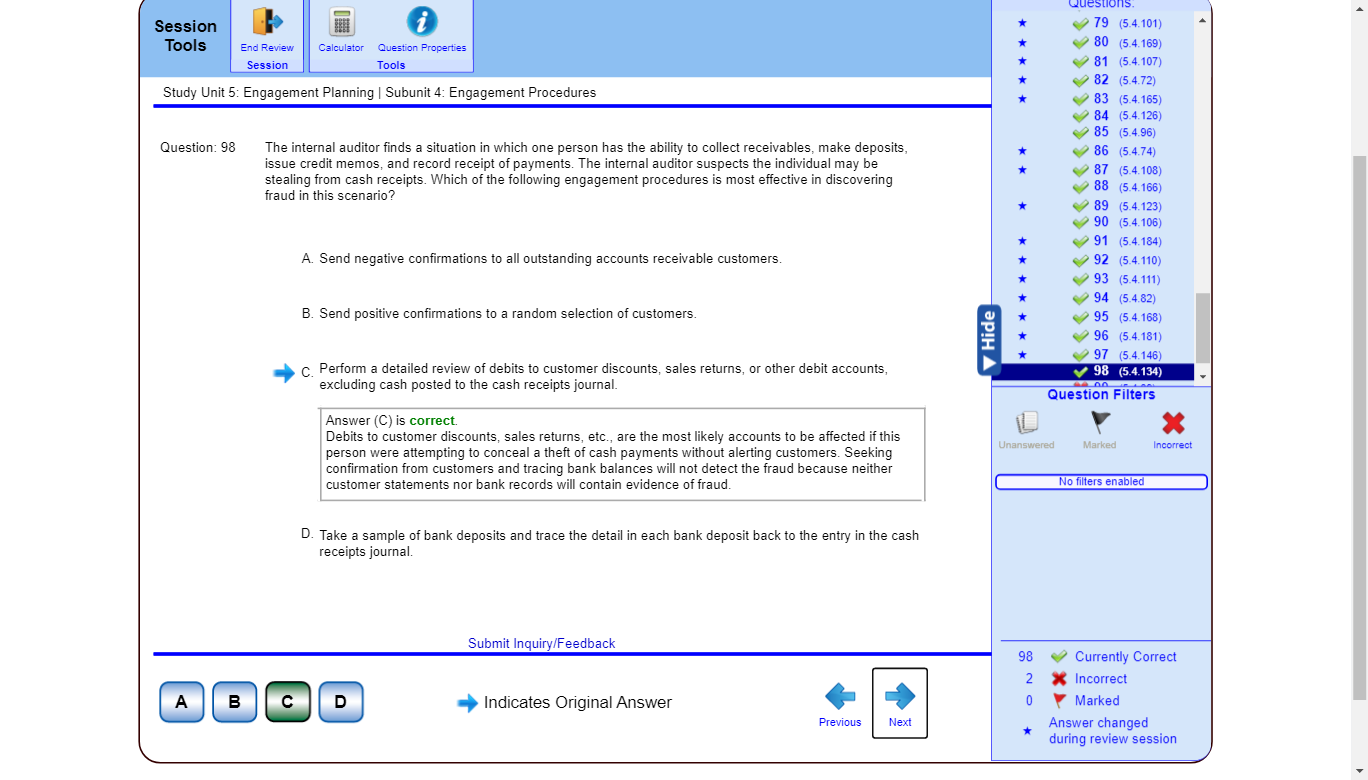 Session
Tools
End Review
Session
Calculator
Question Properties
Tools
Study Unit 5: Engagement Planning | Subunit 4: Engagement Procedures
Question: 98
The internal auditor finds a situation in which one person has the ability to collect receivables, make deposits,
issue credit memos, and record receipt of payments. The internal auditor suspects the individual may be
stealing from cash receipts. Which of the following engagement procedures is most effective in discovering
fraud in this scenario?
A. Send negative confirmations to all outstanding accounts receivable customers.
B. Send positive confirmations to a random selection of customers.
C. Perform a detailed review of debits to customer discounts, sales returns, or other debit accounts,
excluding cash posted to the cash receipts journal.
Answer (C) is correct.
Debits to customer discounts, sales returns, etc., are the most likely accounts to be affected if this
person were attempting to conceal a theft of cash payments without alerting customers. Seeking
confirmation from customers and tracing bank balances will not detect the fraud because neither
customer statements nor bank records will contain evidence of fraud.
D. Take a sample of bank deposits and trace the detail in each bank deposit back to the entry in the cash
receipts journal.
Submit Inquiry/Feedback
A B C D
Indicates Original Answer
Previous
Next
Questions:
79 (5.4.101)
80 (5.4.169)
81 (5.4.107)
82 (5.4.72)
83 (5.4.165)
84 (5.4.126)
85 (5.4.96)
86 (5.4.74)
87 (5.4.108)
88 (5.4.166)
89 (5.4.123)
90 (5.4.106)
91 (5.4.184)
92 (5.4.110)
93 (5.4.111)
94 (5.4.82)
95 (5.4.168)
96 (5.4.181)
97 (5.4.146)
98 (5.4.134)
Hide
Question Filters
Unanswered
Marked
Incorrect
No filters enabled
98 Currently Correct
2 Incorrect
0 Marked
Answer changed
during review session